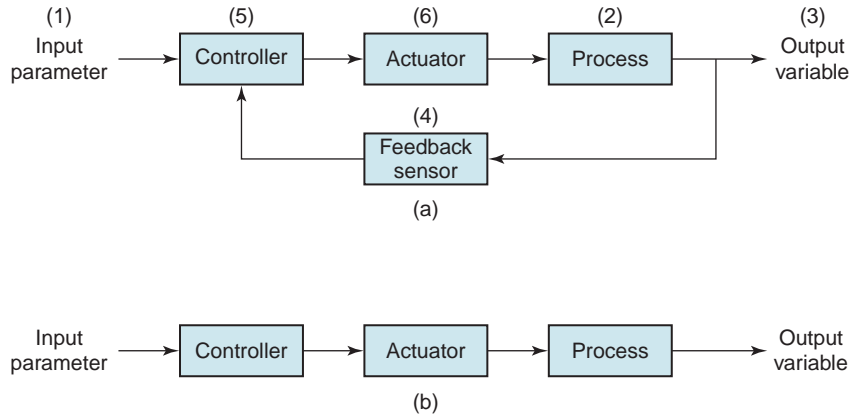 (1) (5) (6) (2) (3)
Input parameter Controller Actuator Process Output variable
(4)
Feedback
sensor
(a)
Input parameter Controller Actuator Process Output variable
(b)